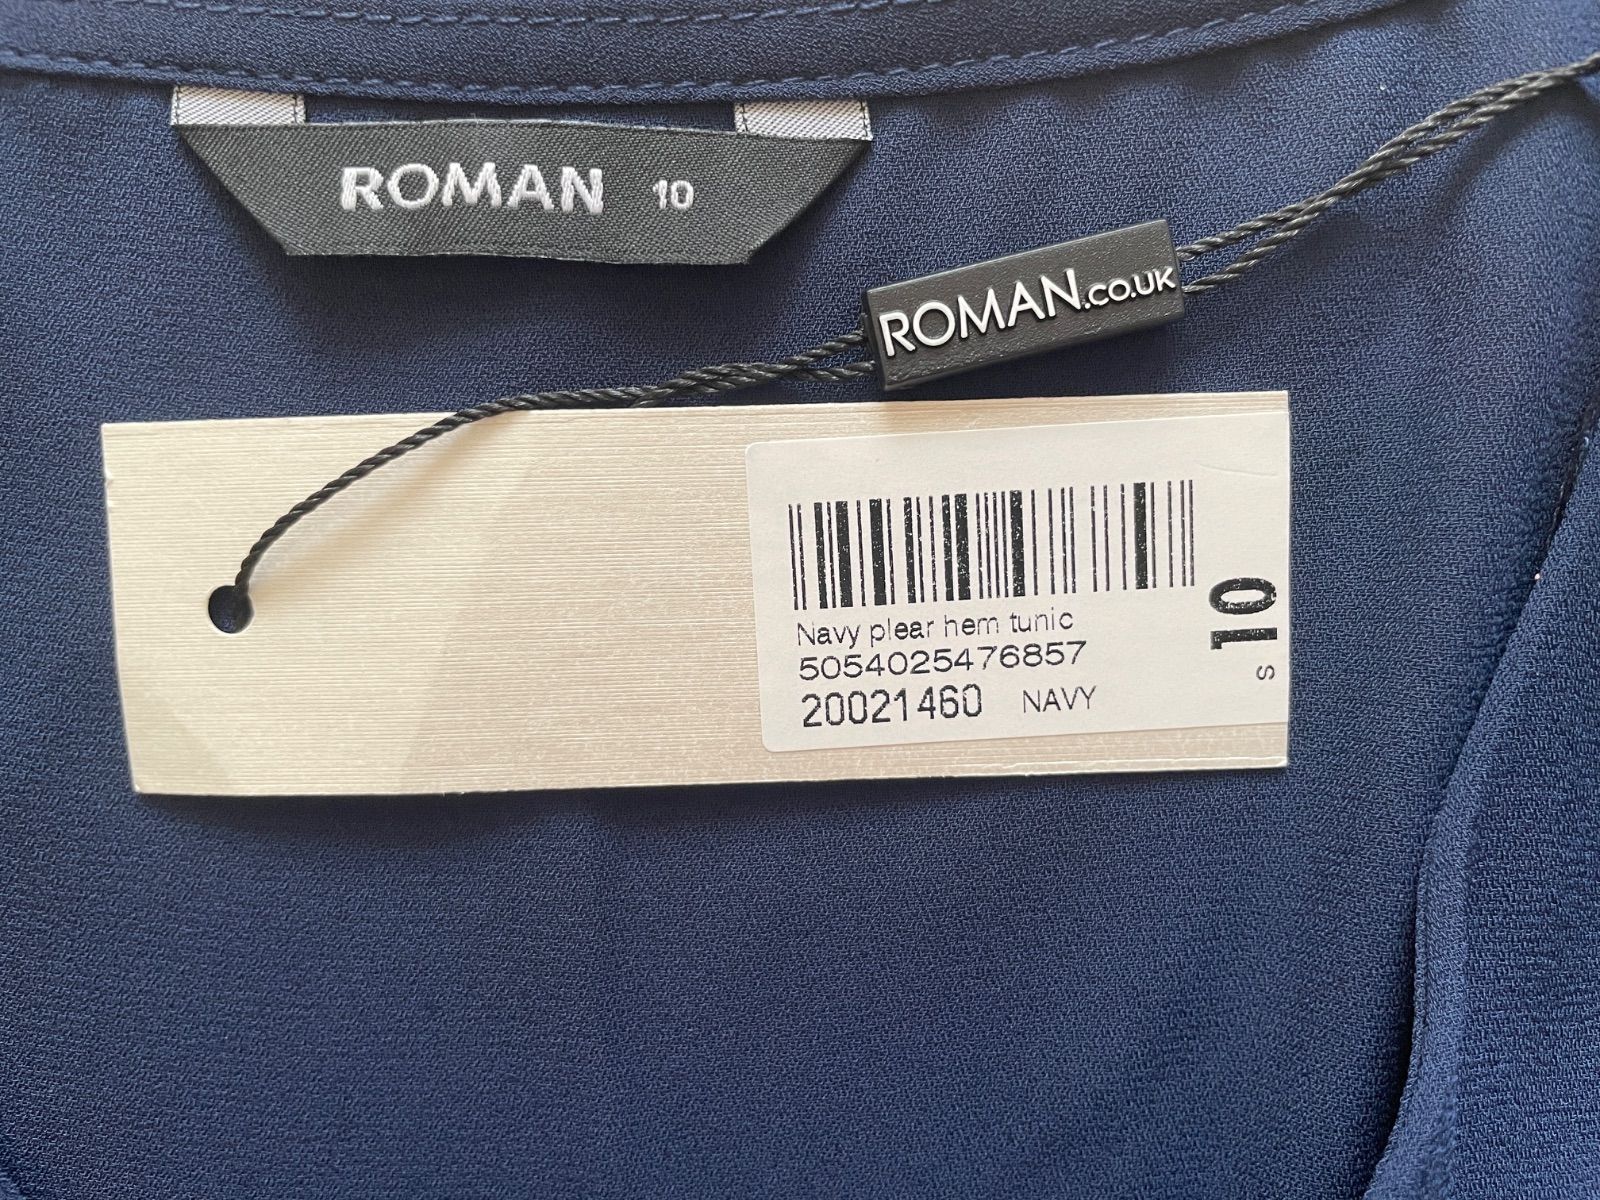 ROMAN 10
ROMAN.CO.UK
Navy plear hem tunic
5054025476857
20021460 NAVY
S 10